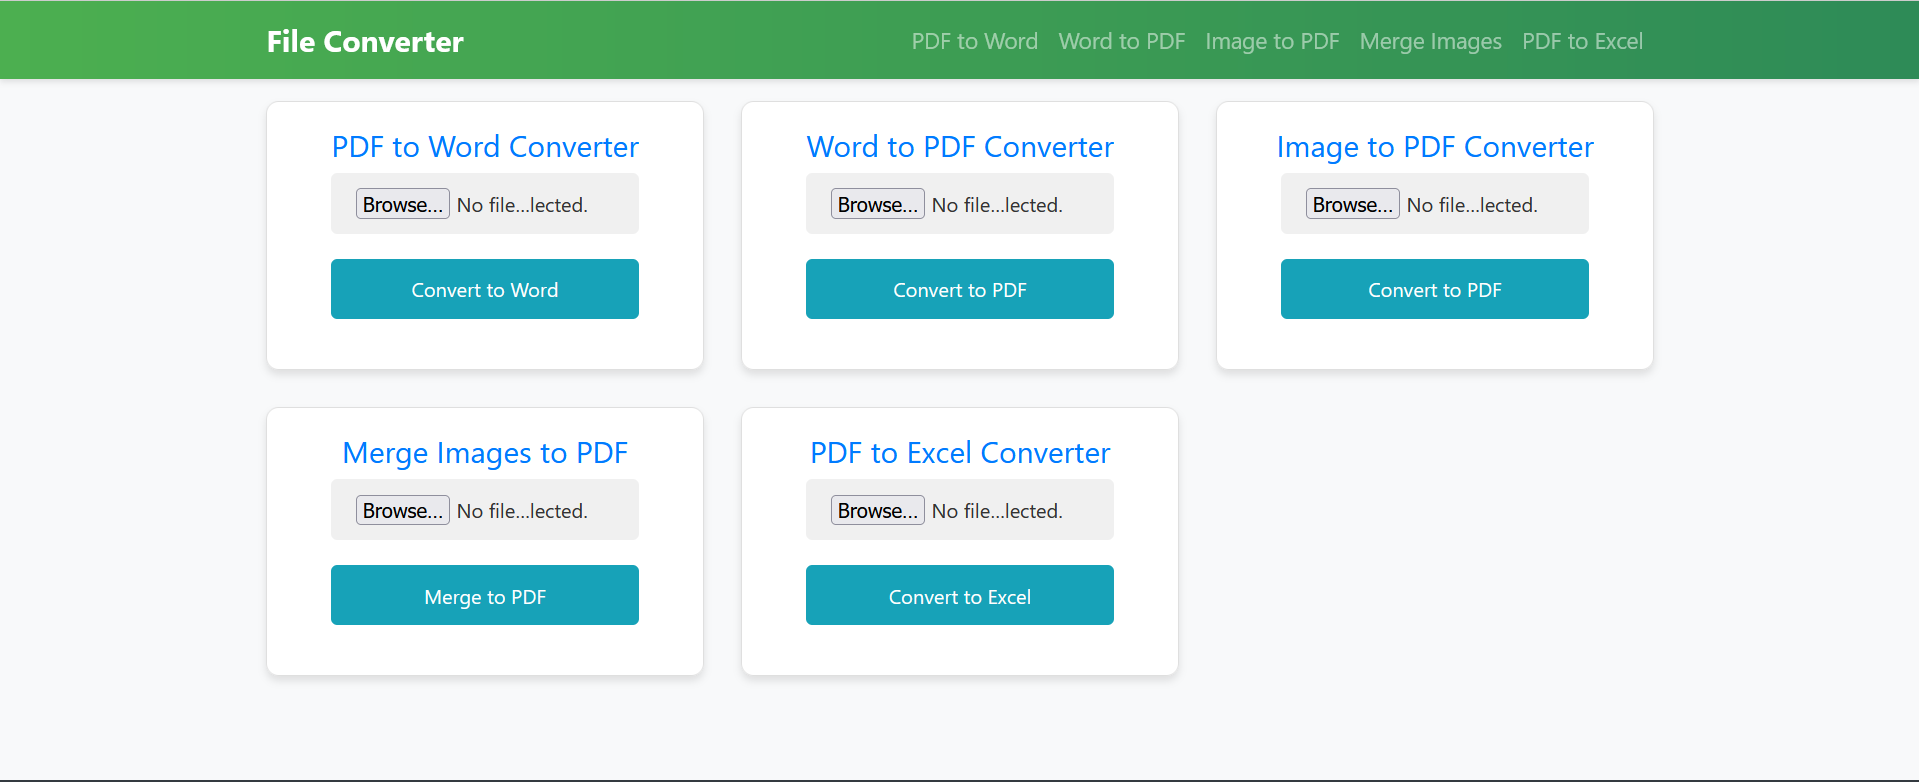 File Converter
PDF to Word Word to PDF Image to PDF Merge Images PDF to Excel
PDF to Word Converter
Browse... No file...lected.
Convert to Word
Word to PDF Converter
Browse... No file...lected.
Convert to PDF
Image to PDF Converter
Browse... No file...lected.
Convert to PDF
Merge Images to PDF
Browse... No file...lected.
Merge to PDF
PDF to Excel Converter
Browse... No file...lected.
Convert to Excel